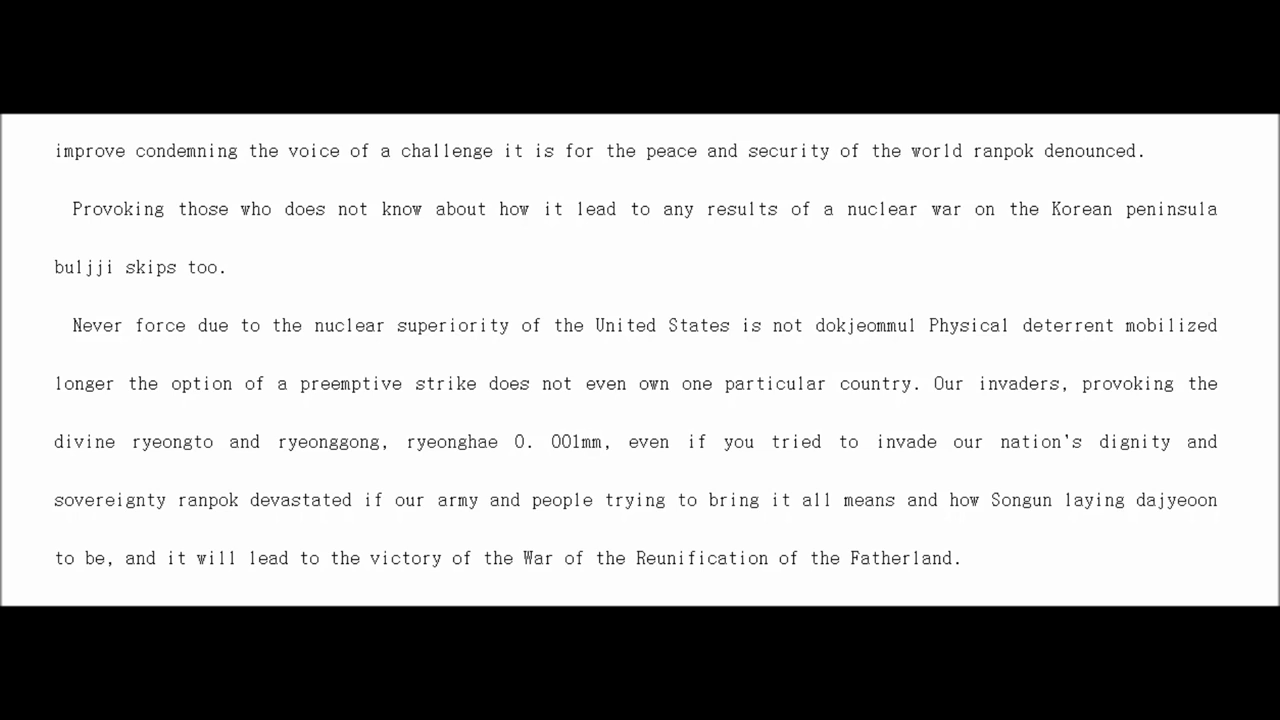 improve condemning the voice of a challenge it is for the peace and security of the world ranpok denounced.
Provoking those who does not know about how it lead to any results of a nuclear war on the Korean peninsula
buljji skips too.
Never force due to the nuclear superiority of the United States is not dokjeommul Physical deterrent mobilized
longer the option of a preemptive strike does not even own one particular country. Our invaders, provoking the
divine ryeongto and ryeonggong, ryeonghae 0. 001mm, even if you tried to invade our nation's dignity and
sovereignty ranpok devastated if our army and people trying to bring it all means and how Songun laying dajyeoon
to be, and it will lead to the victory of the War of the Reunification of the Fatherland.